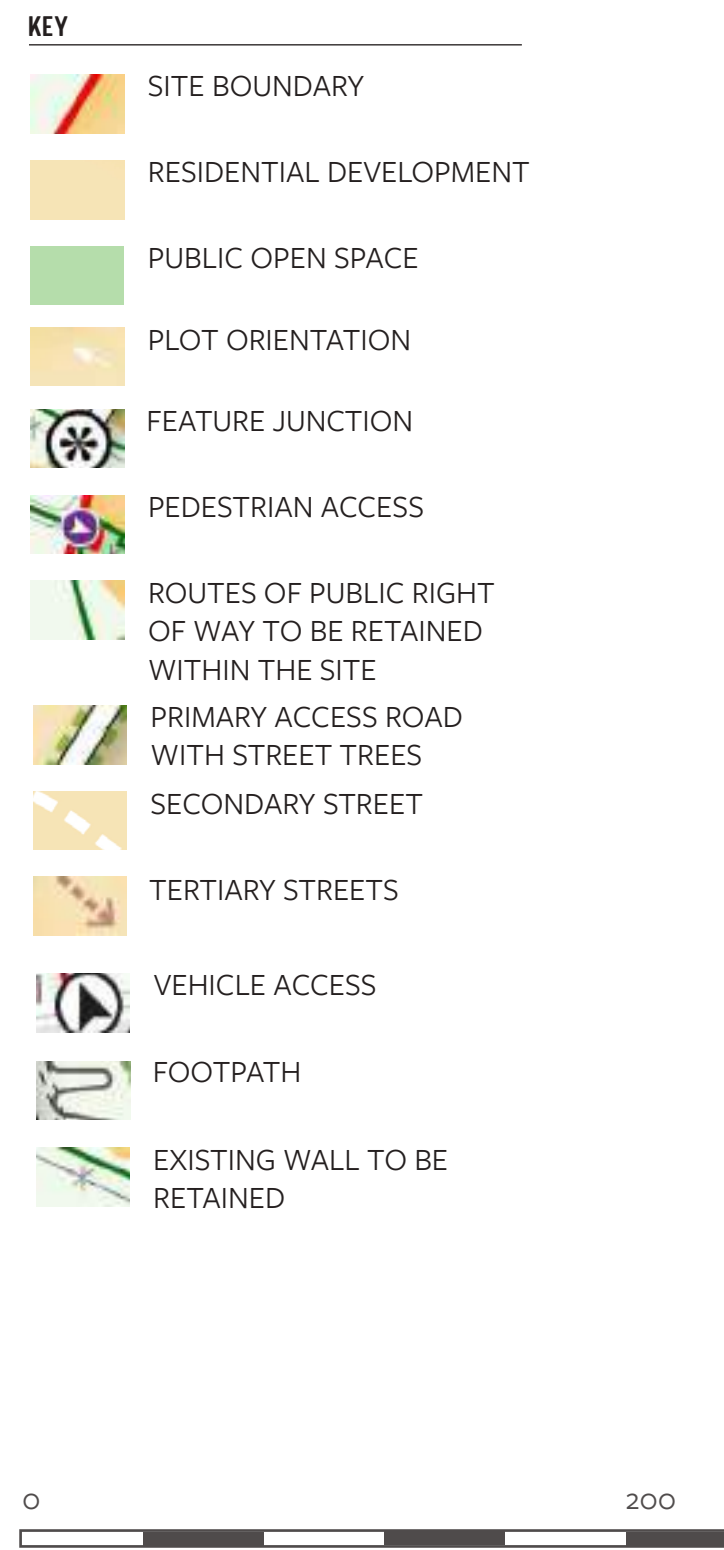 KEY
SITE BOUNDARY
RESIDENTIAL DEVELOPMENT
PUBLIC OPEN SPACE
PLOT ORIENTATION
FEATURE JUNCTION
PEDESTRIAN ACCESS
ROUTES OF PUBLIC RIGHT
OF WAY TO BE RETAINED
WITHIN THE SITE
PRIMARY ACCESS ROAD
WITH STREET TREES
SECONDARY STREET
TERTIARY STREETS
VEHICLE ACCESS
FOOTPATH
EXISTING WALL TO BE
RETAINED
0 200